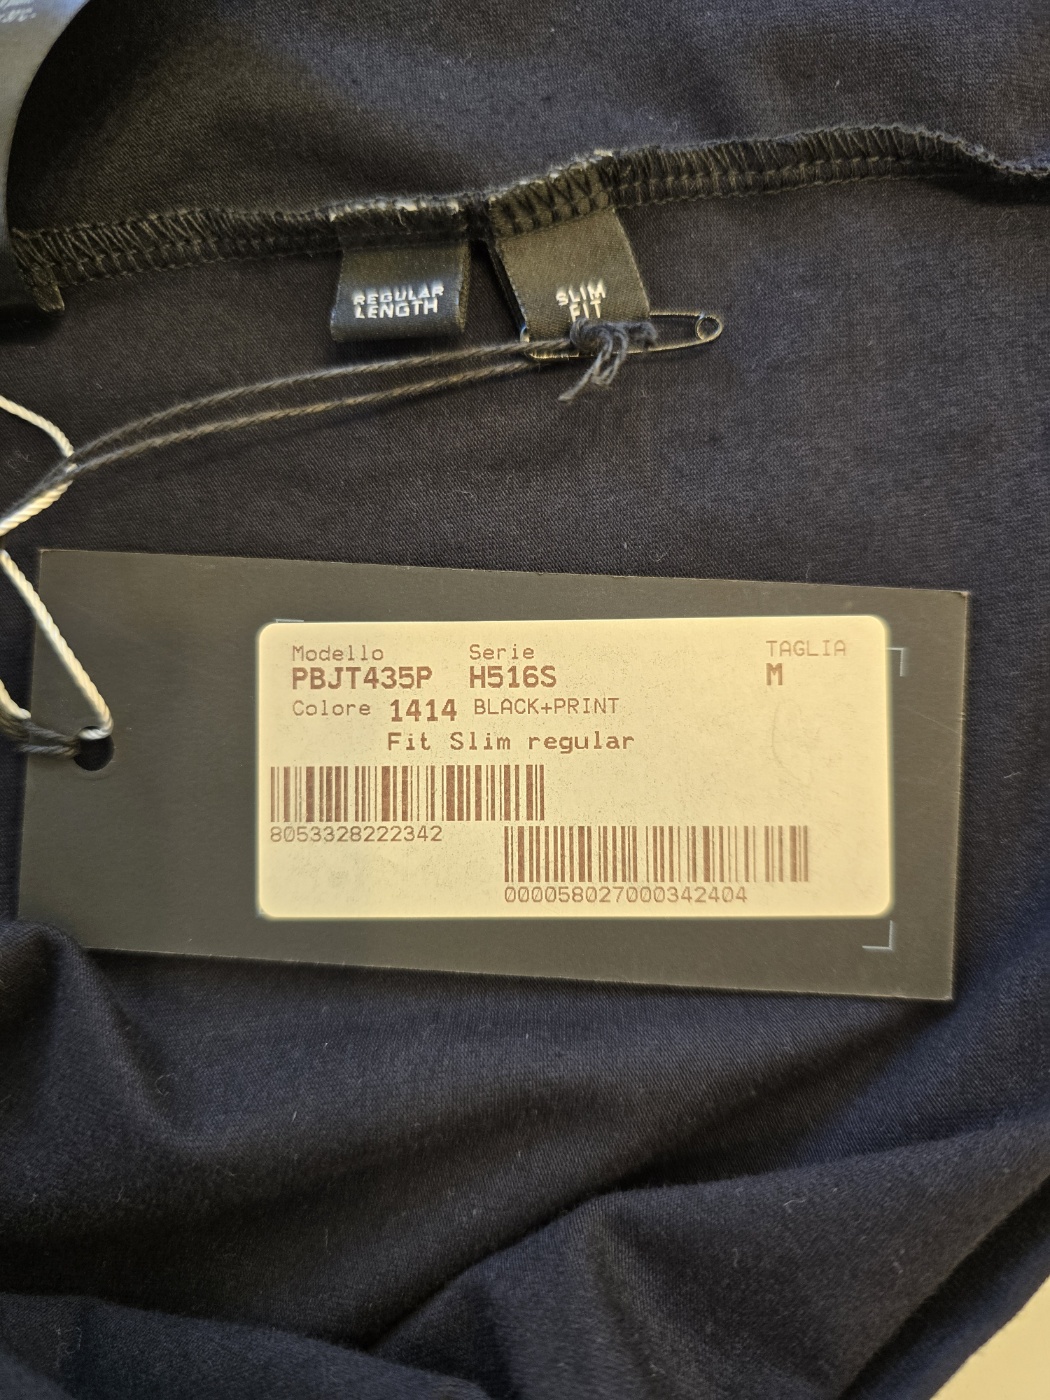 REGULAR
LENGTH
SLIM
FIT
Modello Serie TAGLIA
PBJT435P H516S M
Colore 1414 BLACK+PRINT
Fit Slim regular
8053328222342
000058027000342404